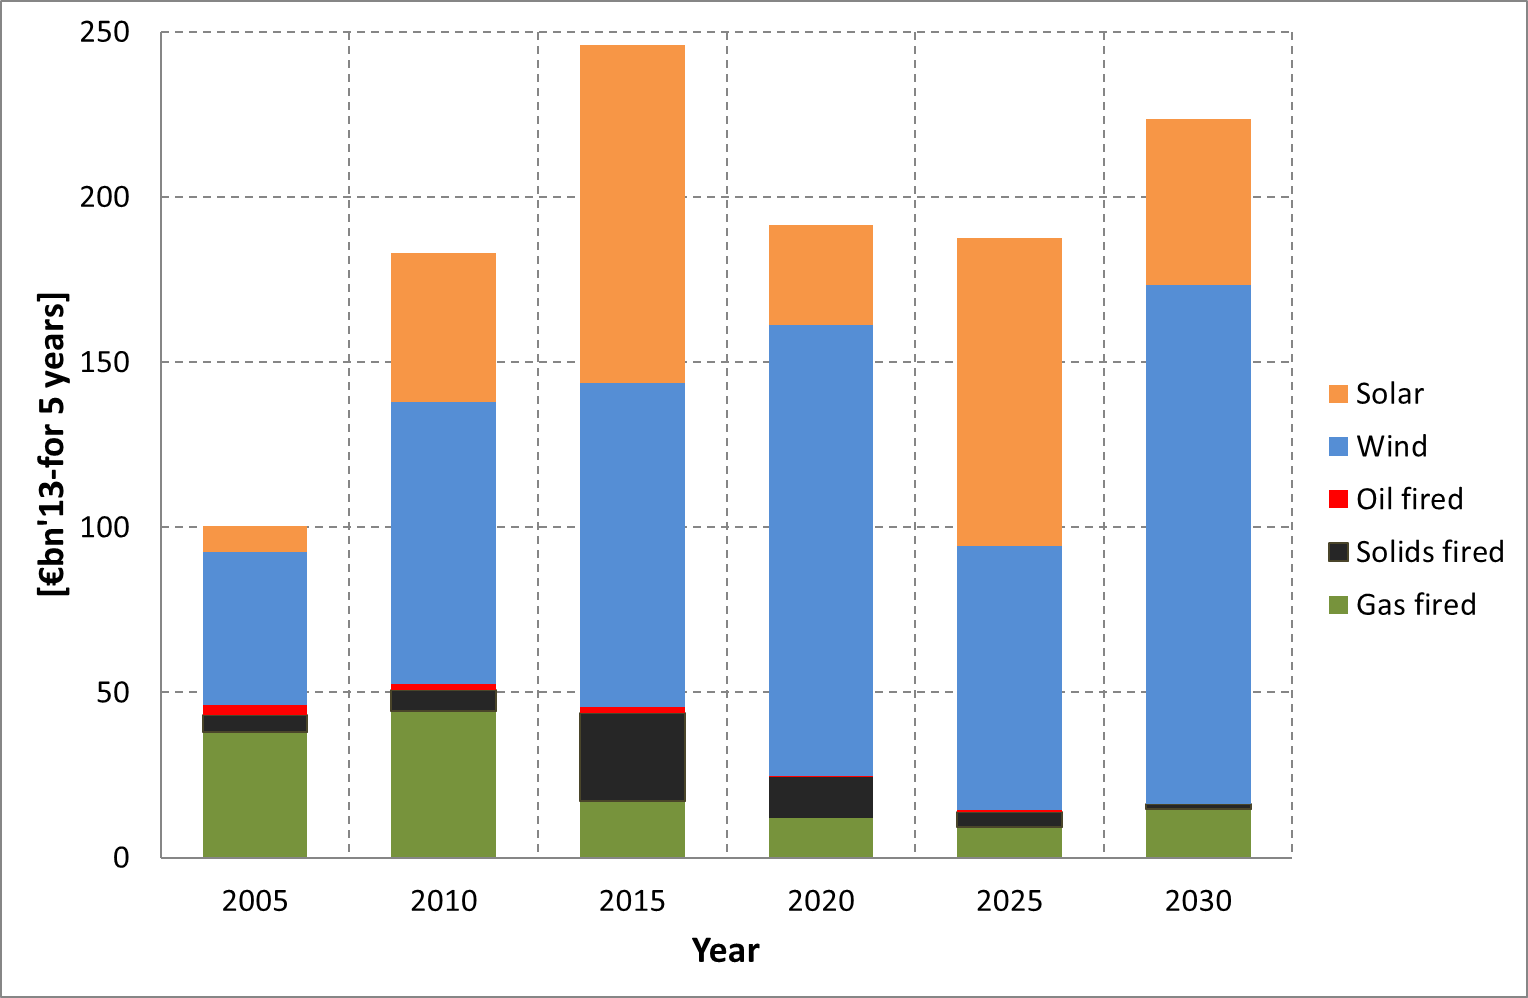 250
200
150
100
50
0
[€bn'13-for 5 years]
2005 2010 2015 2020 2025 2030
Year
Solar
Wind
Oil fired
Solids fired
Gas fired